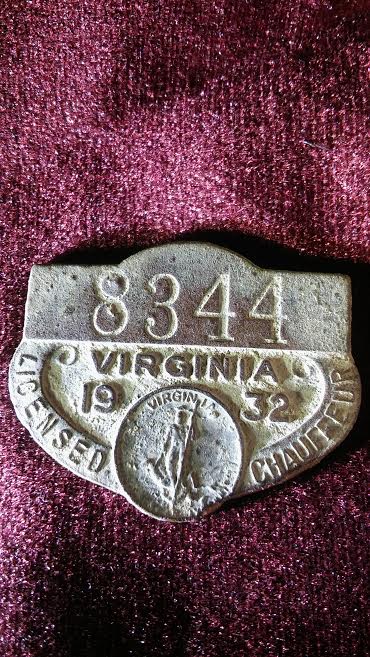 8344
VIRGINIA
19 32
LICENSED CHAUFFEUR
VIRGINIA